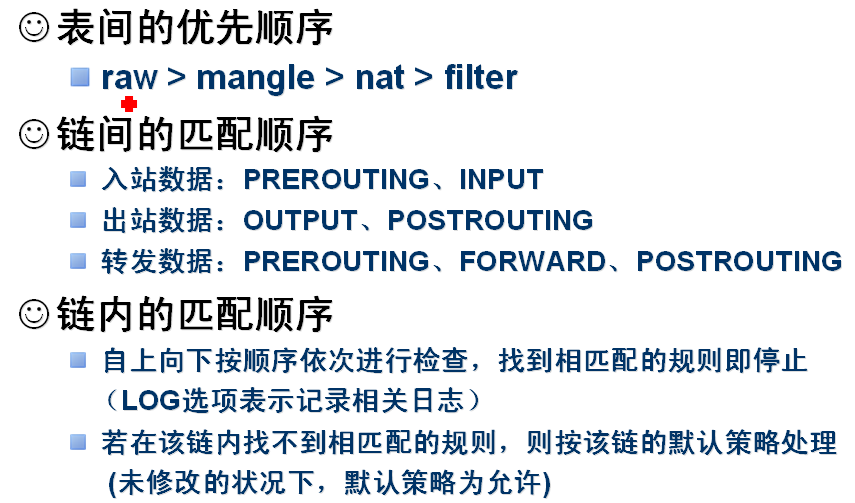 表间的优先顺序
raw > mangle > nat > filter
链间的匹配顺序
入站数据：PREROUTING、INPUT
出站数据：OUTPUT、POSTROUTING
转发数据：PREROUTING、FORWARD、POSTROUTING
链内的匹配顺序
自上向下按顺序依次进行检查，找到相匹配的规则即停止
（LOG选项表示记录相关日志）
若在该链内找不到相匹配的规则，则按该链的默认策略处理
(未修改的状况下，默认策略为允许)